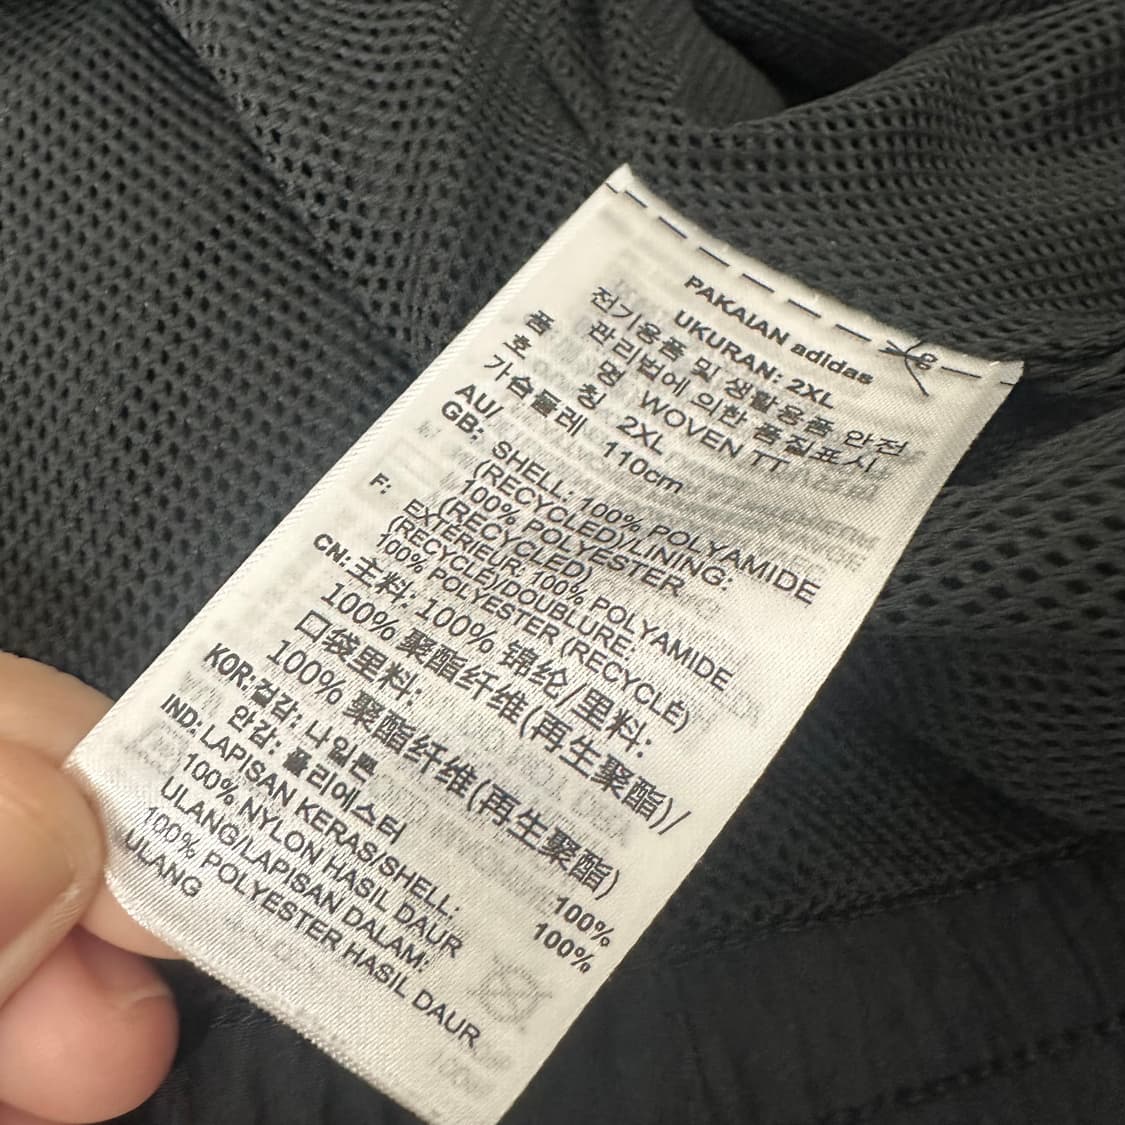 PAKAIAN adidas
UKURAN: 2XL
전기용품 및 생활용품 안전
관리법에 의한 품질표시
품 명 WOVEN TT
호 칭 2XL
가슴둘레 110cm
AU/
GB: SHELL: 100% POLYAMIDE
(RECYCLED)/LINING:
100% POLYESTER
(RECYCLED)
F: EXTÉRIEUR: 100% POLYAMIDE
(RECYCLÉ)/DOUBLURE:
100% POLYESTER (RECYCLÉ)
CN: 主料: 100% 锦纶/里料:
100% 聚酯纤维(再生聚酯)/
口袋里料:
100% 聚酯纤维(再生聚酯)
KOR: 겉감: 나일론 100%
안감: 폴리에스터 100%
IND: LAPISAN KERAS/SHELL:
100% NYLON HASIL DAUR
ULANG/LAPISAN DALAM:
100% POLYESTER HASIL DAUR
ULANG